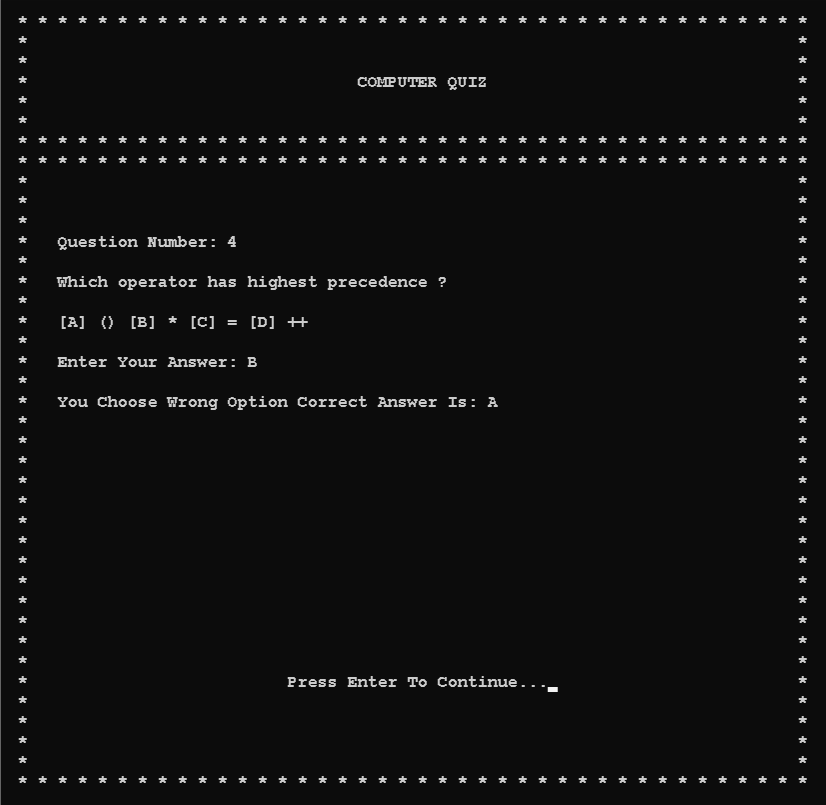 COMPUTER QUIZ
Question Number: 4
Which operator has highest precedence ?
[A] () [B] * [C] = [D] ++
Enter Your Answer: B
You Choose Wrong Option Correct Answer Is: A
Press Enter To Continue...